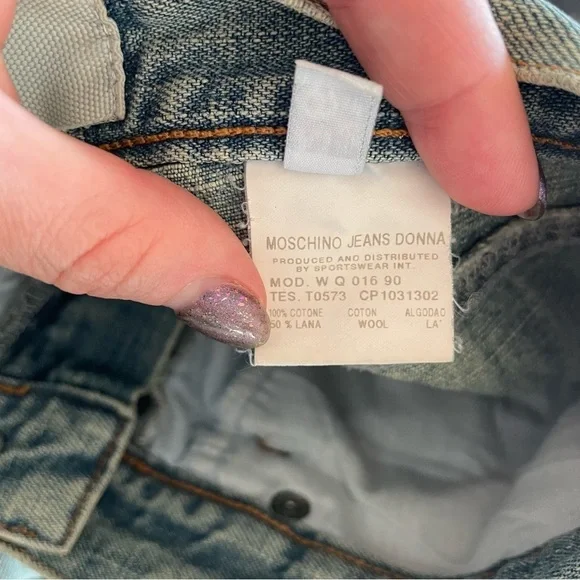 MOSCHINO JEANS DONNA
PRODUCED AND DISTRIBUTED
BY SPORTSWEAR INT.
MOD. W Q 016 90
TES. T0573 CP1031302
100% COTONE COTON ALGODAO
50% LANA WOOL LA'